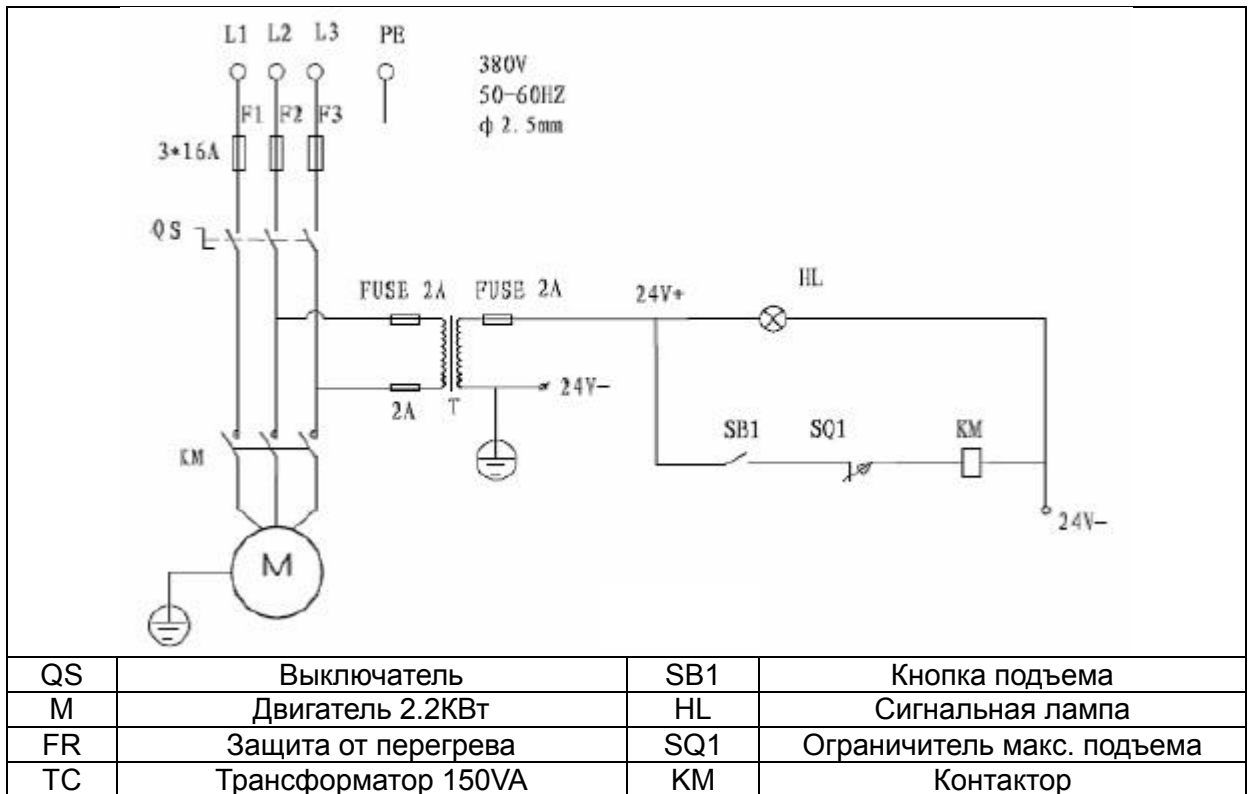 L1 L2 L3 PE
380V
50-60HZ
ф 2.5mm
F1 F2 F3
3*16A
QS
FUSE 2A FUSE 2A 24V+ HL
2A T 24V-
KM SB1 SQ1 KM
24V-
M
QS Выключатель SB1 Кнопка подъема
M Двигатель 2.2КВт HL Сигнальная лампа
FR Защита от перегрева SQ1 Ограничитель макс. подъема
TC Трансформатор 150VA KM Контактор